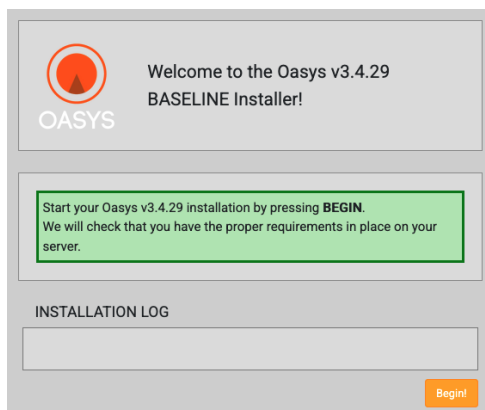 OASYS
Welcome to the Oasys v3.4.29
BASELINE Installer!
Start your Oasys v3.4.29 installation by pressing BEGIN.
We will check that you have the proper requirements in place on your
server.
INSTALLATION LOG
Begin!